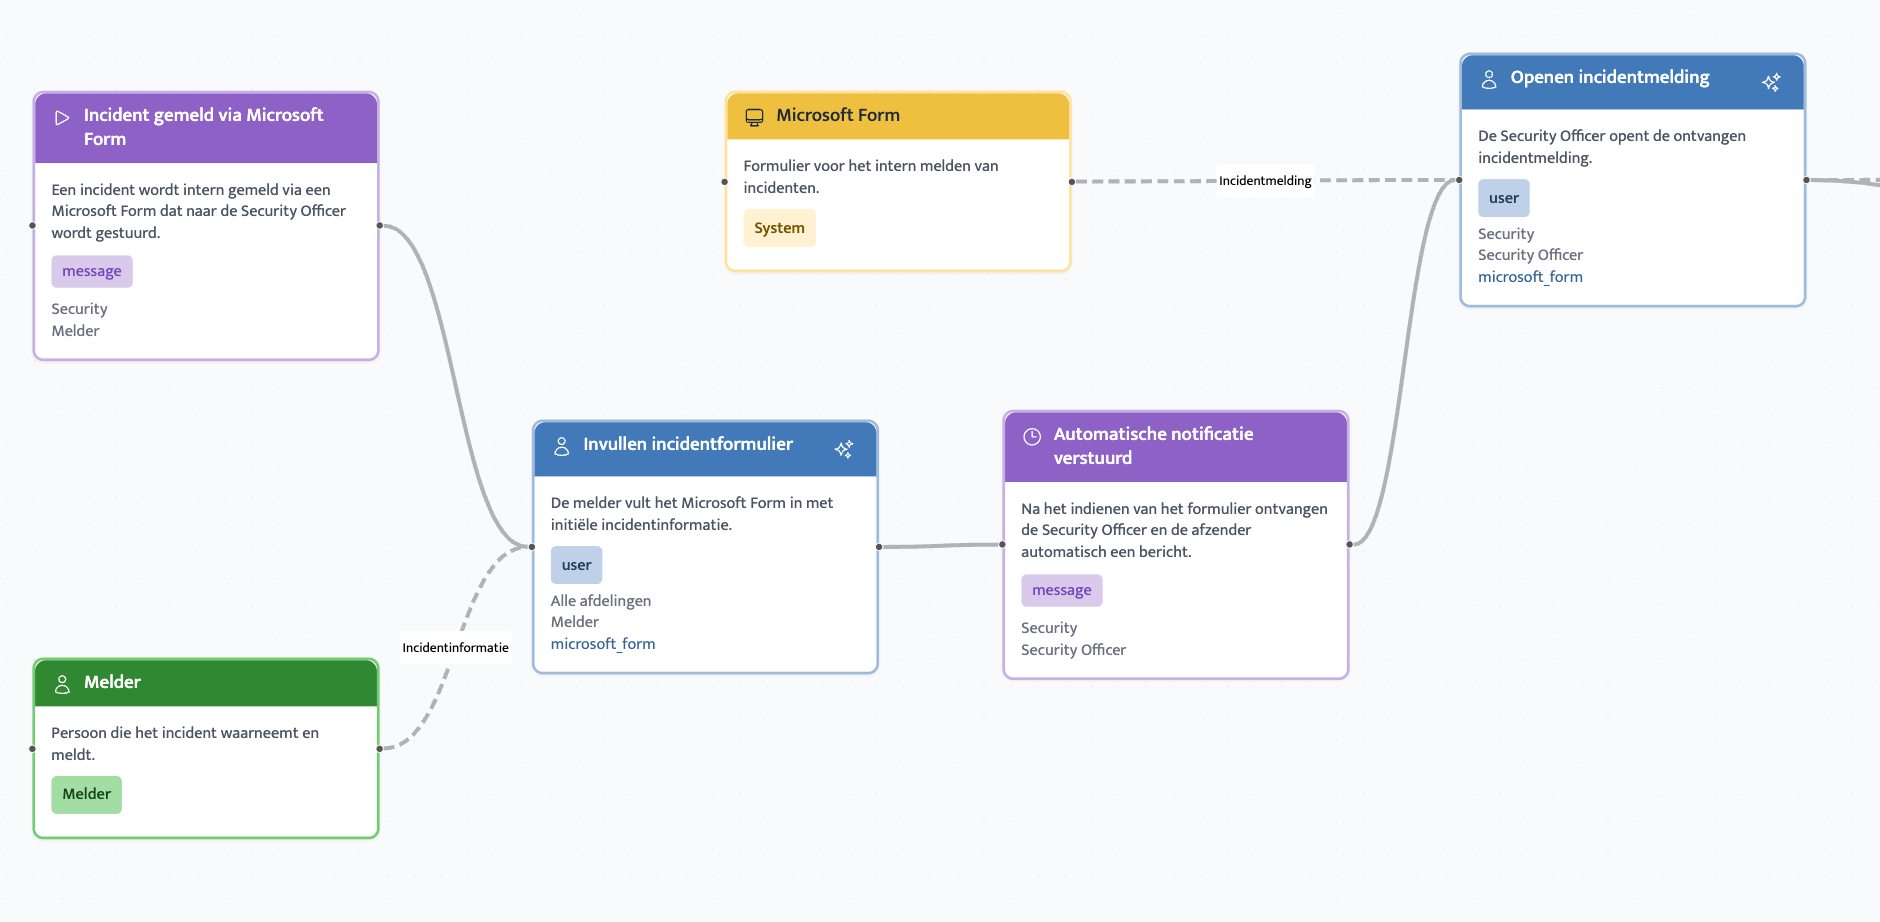 Incident gemeld via Microsoft
Form
Een incident wordt intern gemeld via een
Microsoft Form dat naar de Security Officer
wordt gestuurd.
message
Security
Melder
Microsoft Form
Formulier voor het intern melden van
incidenten.
System
Incidentmelding
Openen incidentmelding
De Security Officer opent de ontvangen
incidentmelding.
user
Security
Security Officer
microsoft_form
Invullen incidentformulier
De melder vult het Microsoft Form in met
initiële incidentinformatie.
user
Alle afdelingen
Melder
microsoft_form
Automatische notificatie
verstuurd
Na het indienen van het formulier ontvangen
de Security Officer en de afzender
automatisch een bericht.
message
Security
Security Officer
Incidentinformatie
Melder
Persoon die het incident waarneemt en
meldt.
Melder